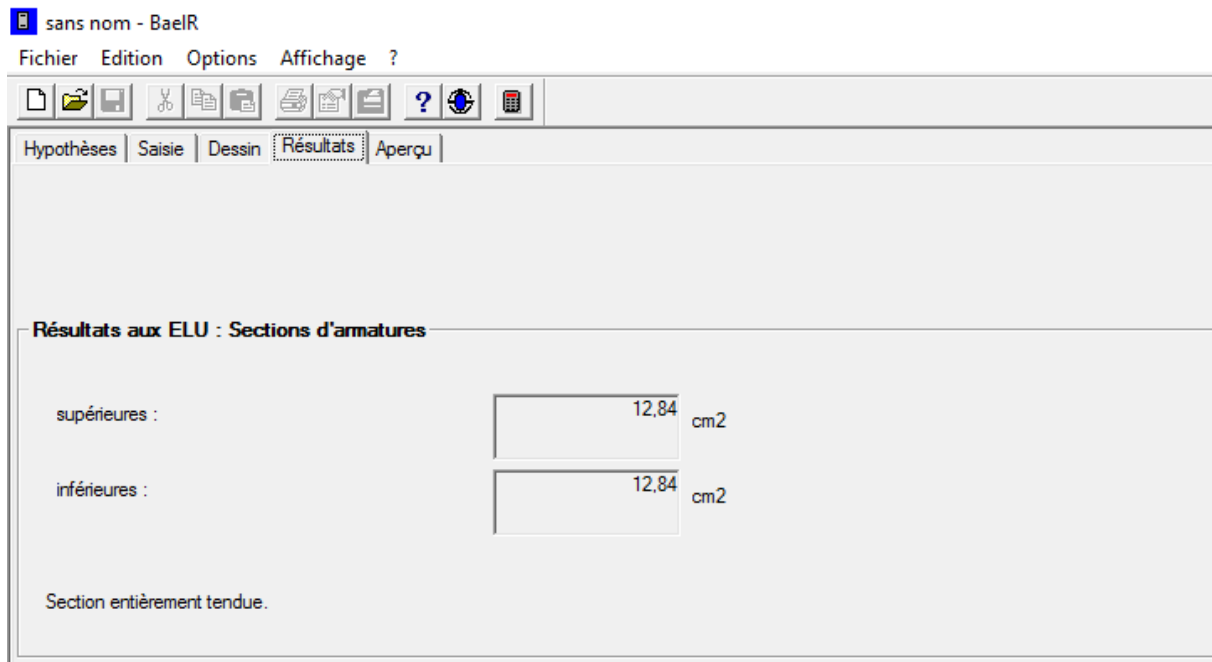 sans nom - BaelR
Fichier Edition Options Affichage ?
Hypothèses Saisie Dessin Résultats Aperçu
Résultats aux ELU : Sections d'armatures
supérieures : 12,84 cm2
inférieures : 12,84 cm2
Section entièrement tendue.